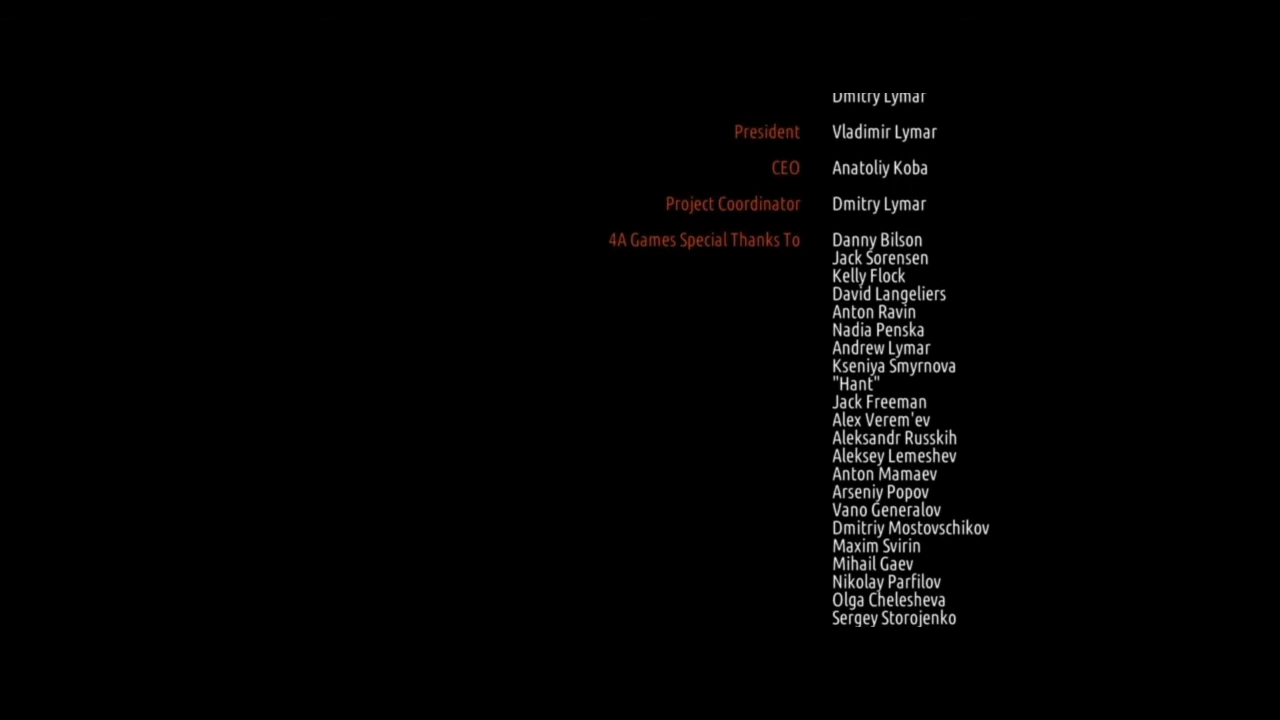 Dmitry Lymar
President Vladimir Lymar
CEO Anatoliy Koba
Project Coordinator Dmitry Lymar
4A Games Special Thanks To Danny Bilson
Jack Sorensen
Kelly Flock
David Langeliers
Anton Ravin
Nadia Penska
Andrew Lymar
Kseniya Smyrnova
"Hant"
Jack Freeman
Alex Verem'ev
Aleksandr Russkih
Aleksey Lemeshev
Anton Mamaev
Arseniy Popov
Vano Generalov
Dmitriy Mostovschikov
Maxim Svirin
Mihail Gaev
Nikolay Parfilov
Olga Chelesheva
Sergey Storojenko